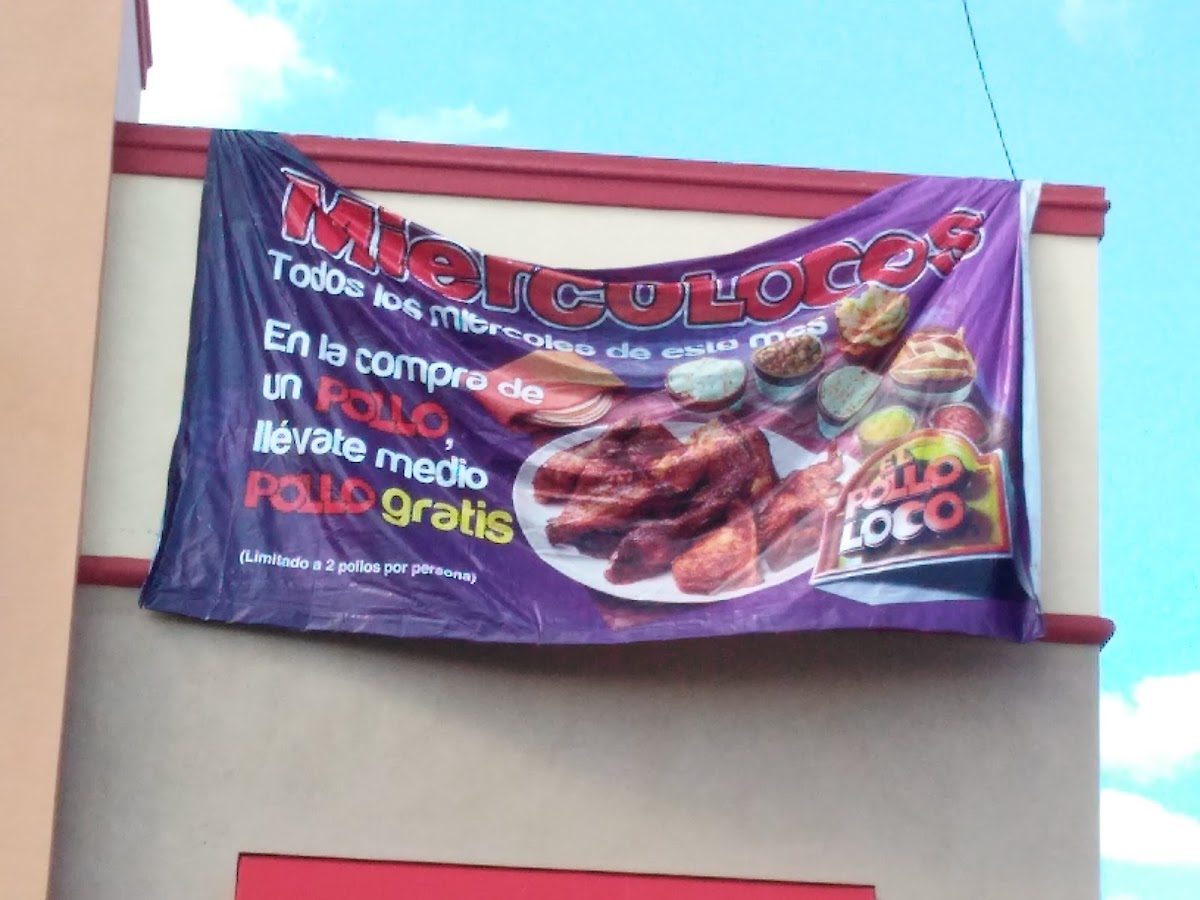 Miercolocos
Todos los miércoles de este mes
En la compra de
un POLLO,
llévate medio
POLLO gratis
(Limitado a 2 pollos por persona)
EL
POLLO
LOCO